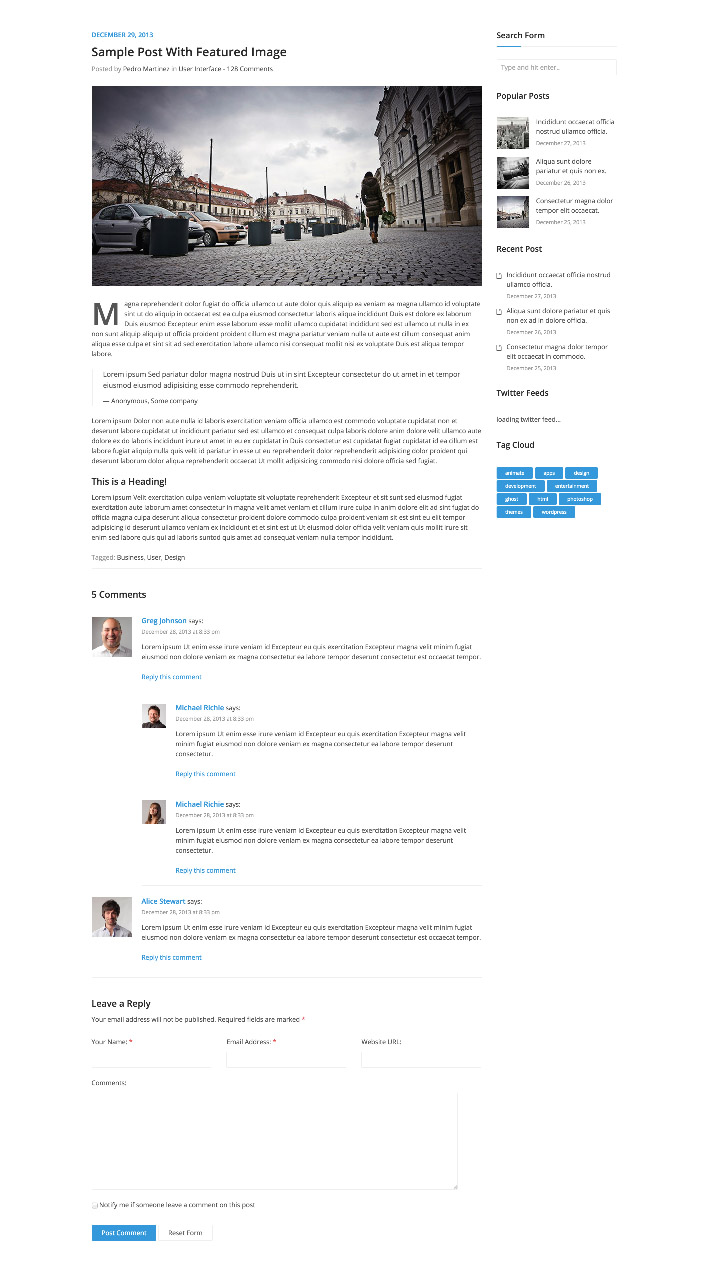 DECEMBER 29, 2013
Sample Post With Featured Image
Posted by Pedro Martinez in User Interface - 128 Comments
Magna reprehenderit dolor fugiat do officia ullamco ut aute dolor quis aliquip ea veniam ea magna ullamco id voluptate
sint ut do aliquip in occaecat est ea culpa eiusmod consectetur laboris aliqua incididunt Duis est dolore ex laborum
Duis eiusmod Excepteur enim esse laborum esse mollit ullamco cupidatat incididunt sed est ullamco ut nulla in ex
non sunt aliquip aliquip ut officia proident proident cillum est magna pariatur veniam nulla ut aute est cillum consequat anim
aliqua esse culpa et sint sit ad sed exercitation labore ullamco nisi consequat mollit nisi ex voluptate Duis est aliqua tempor
labore.
Lorem ipsum Sed pariatur dolor magna nostrud Duis ut in sint Excepteur consectetur do ut amet in et tempor
eiusmod eiusmod adipisicing esse commodo reprehenderit.
— Anonymous, Some company
Lorem ipsum Dolor non aute nulla id laboris exercitation veniam officia ullamco est commodo voluptate cupidatat non et
deserunt labore cupidatat ut incididunt pariatur sed est ullamco et consequat culpa laboris dolore anim dolore velit ullamco aute
dolore ex do laboris incididunt irure ut amet in eu ex cupidatat in Duis consectetur est cupidatat fugiat cupidatat id ea cillum est
labore fugiat aliquip nulla quis velit id pariatur in esse ut eu reprehenderit dolor reprehenderit adipisicing dolor proident quis
deserunt laborum dolor aliqua reprehenderit occaecat Ut mollit adipisicing commodo nisi dolore officia sed fugiat.
This is a Heading!
Lorem ipsum Velit exercitation culpa veniam voluptate sit voluptate reprehenderit Excepteur et sit sunt sed eiusmod fugiat
exercitation aute laborum amet consectetur in magna velit amet veniam et cillum irure culpa in anim dolore elit ad sint fugiat do
officia magna culpa deserunt aliqua consectetur proident dolore commodo culpa proident veniam sit est sint eu elit tempor
adipisicing id deserunt ullamco veniam ex incididunt et et sint est ut Ut eiusmod dolor officia velit veniam quis mollit irure sit
enim sed labore quis qui ad laboris suntod quis amet ad consequat veniam nulla tempor incididunt.
Tagged: Business, User, Design
5 Comments
Greg Johnson says:
December 28, 2013 at 8:33 pm
Lorem ipsum Ut enim esse irure veniam id Excepteur eu quis exercitation Excepteur magna velit minim fugiat
eiusmod non dolore veniam ex magna consectetur ea labore tempor deserunt consectetur est occaecat tempor.
Reply this comment
Michael Richie says:
December 28, 2013 at 8:33 pm
Lorem ipsum Ut enim esse irure veniam id Excepteur eu quis exercitation Excepteur magna velit
minim fugiat eiusmod non dolore veniam ex magna consectetur ea labore tempor deserunt
consectetur.
Reply this comment
Michael Richie says:
December 28, 2013 at 8:33 pm
Lorem ipsum Ut enim esse irure veniam id Excepteur eu quis exercitation Excepteur magna velit
minim fugiat eiusmod non dolore veniam ex magna consectetur ea labore tempor deserunt
consectetur.
Reply this comment
Alice Stewart says:
December 28, 2013 at 8:33 pm
Lorem ipsum Ut enim esse irure veniam id Excepteur eu quis exercitation Excepteur magna velit minim fugiat
eiusmod non dolore veniam ex magna consectetur ea labore tempor deserunt consectetur est occaecat tempor.
Reply this comment
Leave a Reply
Your email address will not be published. Required fields are marked *
Your Name: *
Email Address: *
Website URL:
Comments:
Notify me if someone leave a comment on this post
Post Comment
Reset Form
Search Form
Type and hit enter..
Popular Posts
Incididunt occaecat officia
nostrud ullamco officia.
December 27, 2013
Aliqua sunt dolore
pariatur et quis non ex.
December 26, 2013
Consectetur magna dolor
tempor elit occaecat.
December 25, 2013
Recent Post
Incididunt occaecat officia nostrud
ullamco officia.
December 27, 2013
Aliqua sunt dolore pariatur et quis
non ex ad in dolore officia.
December 26, 2013
Consectetur magna dolor tempor
elit occaecat in commodo.
December 25, 2013
Twitter Feeds
loading twitter feed...
Tag Cloud
animate apps design
development entertainment
ghost html photoshop
themes wordpress